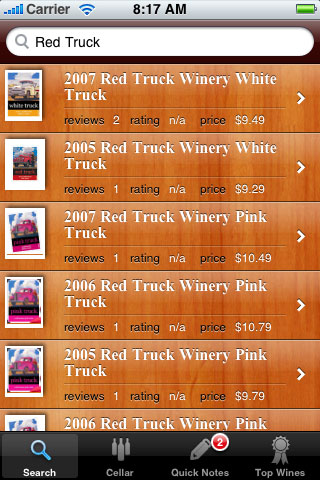 Carrier 8:17 AM
Red Truck
white truck
2007 Red Truck Winery White
Truck
reviews 2 rating n/a price $9.49
2005 Red Truck Winery White
Truck
reviews 1 rating n/a price $9.29
pink truck
2007 Red Truck Winery Pink
Truck
reviews 1 rating n/a price $10.49
pink truck
2006 Red Truck Winery Pink
Truck
reviews 1 rating n/a price $10.79
pink truck
2005 Red Truck Winery Pink
Truck
reviews 1 rating n/a price $9.79
2006 Red Truck Winery Pink
2
Search Cellar Quick Notes Top Wines